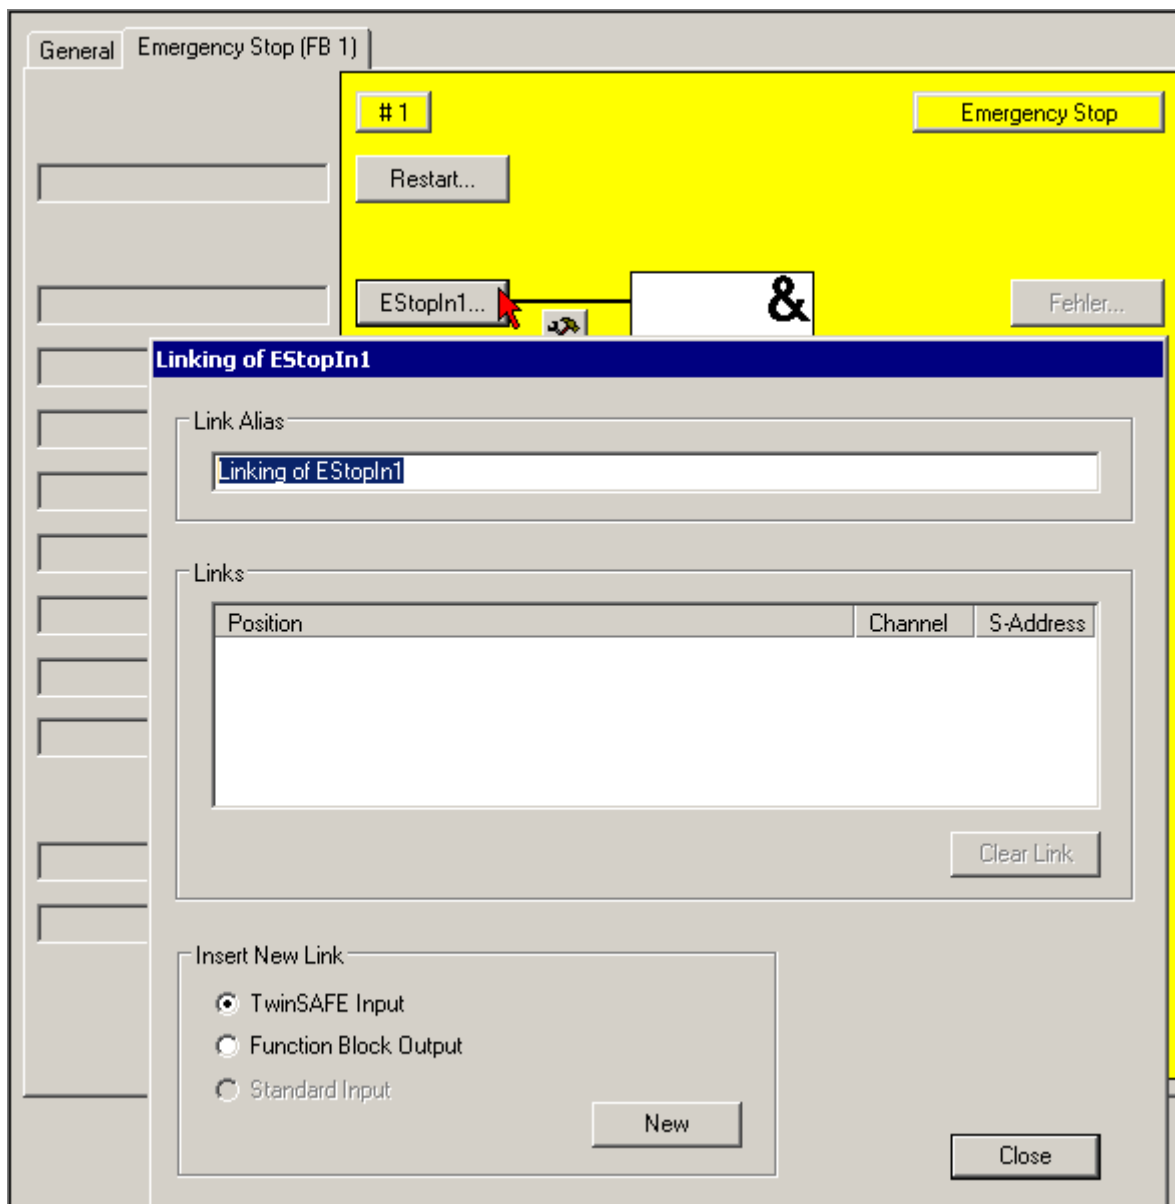 General
Emergency Stop (FB 1)
# 1
Emergency Stop
Restart...
EStopIn1...
&
Fehler...
Linking of EStopIn1
Link Alias
Linking of EStopIn1
Links
Position Channel S-Address
Clear Link
Insert New Link
TwinSAFE Input
Function Block Output
Standard Input
New
Close